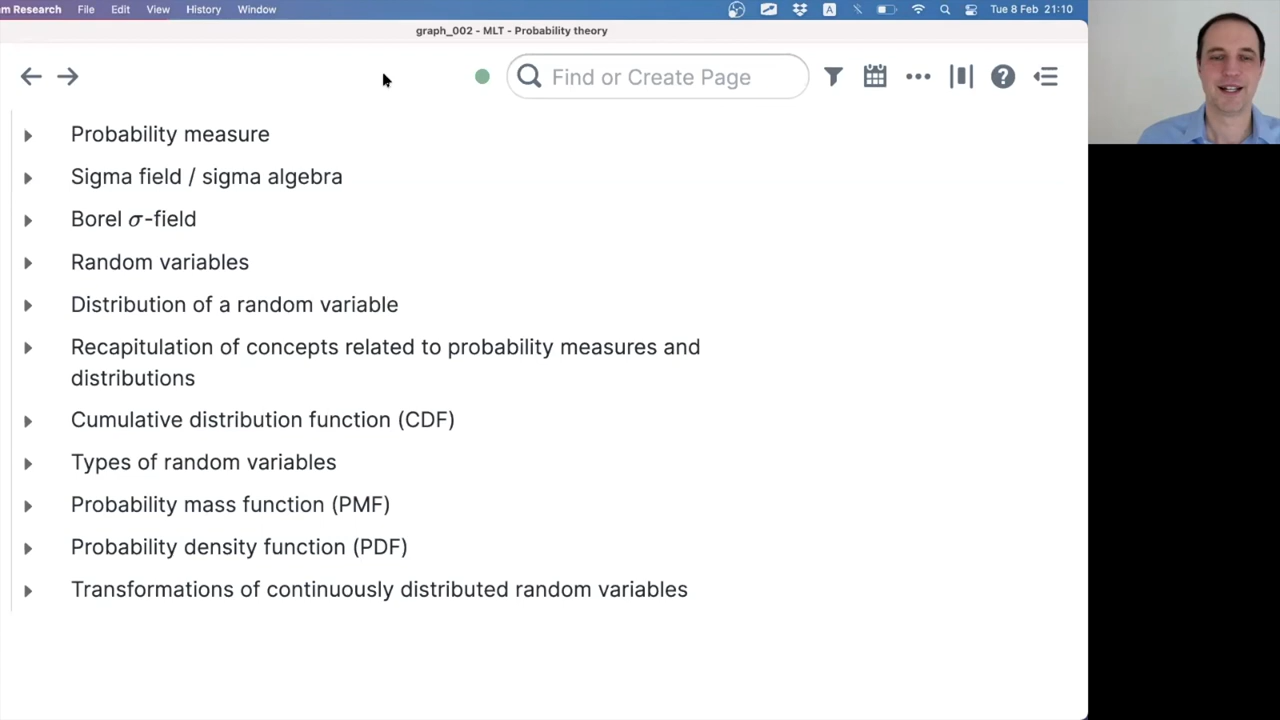 m Research File Edit View History Window A Tue 8 Feb 21:10
graph_002 - MLT - Probability theory
Find or Create Page
Probability measure
Sigma field / sigma algebra
Borel σ-field
Random variables
Distribution of a random variable
Recapitulation of concepts related to probability measures and
distributions
Cumulative distribution function (CDF)
Types of random variables
Probability mass function (PMF)
Probability density function (PDF)
Transformations of continuously distributed random variables